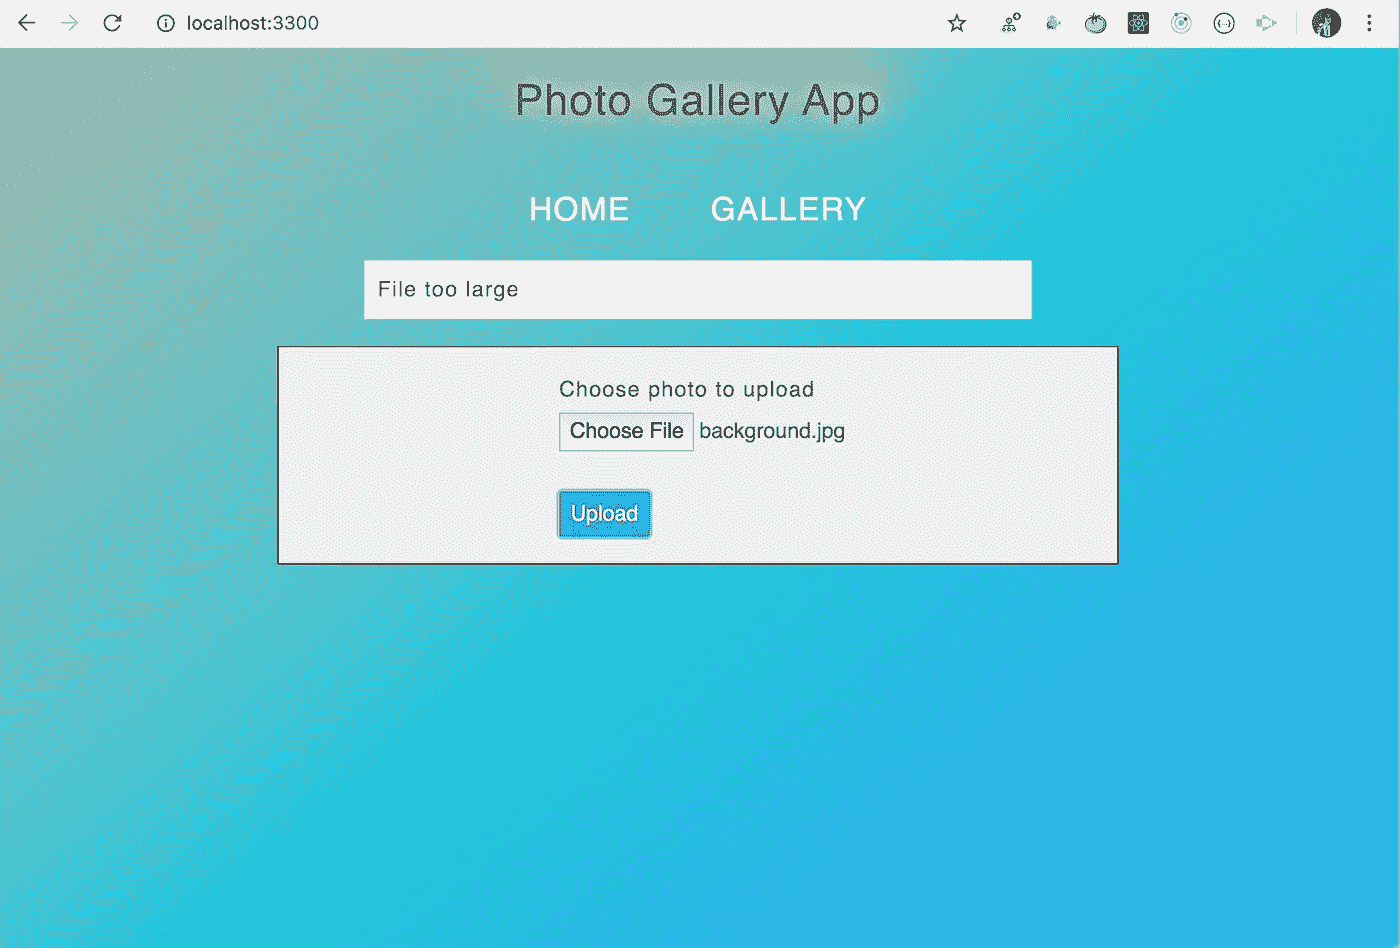 localhost:3300
Photo Gallery App
HOME GALLERY
File too large
Choose photo to upload
Choose File background.jpg
Upload